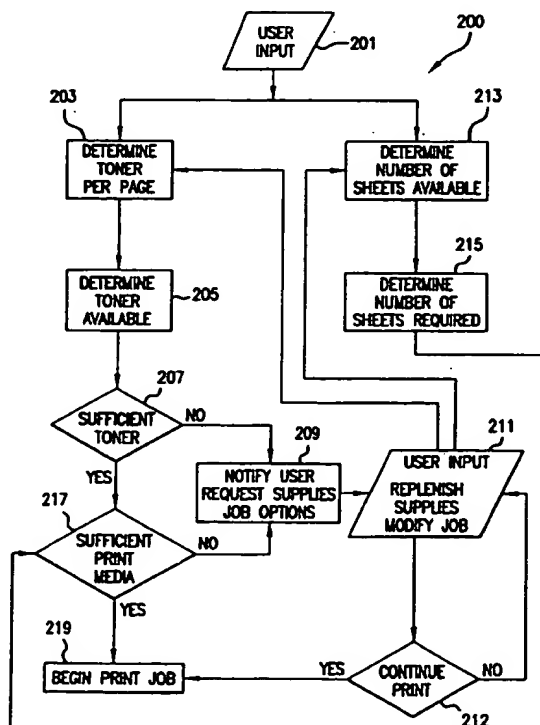 USER
INPUT
201
200
203
213
DETERMINE
TONER
PER PAGE
DETERMINE
NUMBER OF
SHEETS AVAILABLE
215
DETERMINE
TONER
AVAILABLE
205
DETERMINE
NUMBER OF
SHEETS REQUIRED
207
SUFFICIENT
TONER
NO
YES
209
NOTIFY USER
REQUEST SUPPLIES
JOB OPTIONS
211
USER INPUT
REPLENISH
SUPPLIES
MODIFY JOB
217
SUFFICIENT
PRINT
MEDIA
NO
YES
219
BEGIN PRINT JOB
YES
CONTINUE
PRINT
NO
212